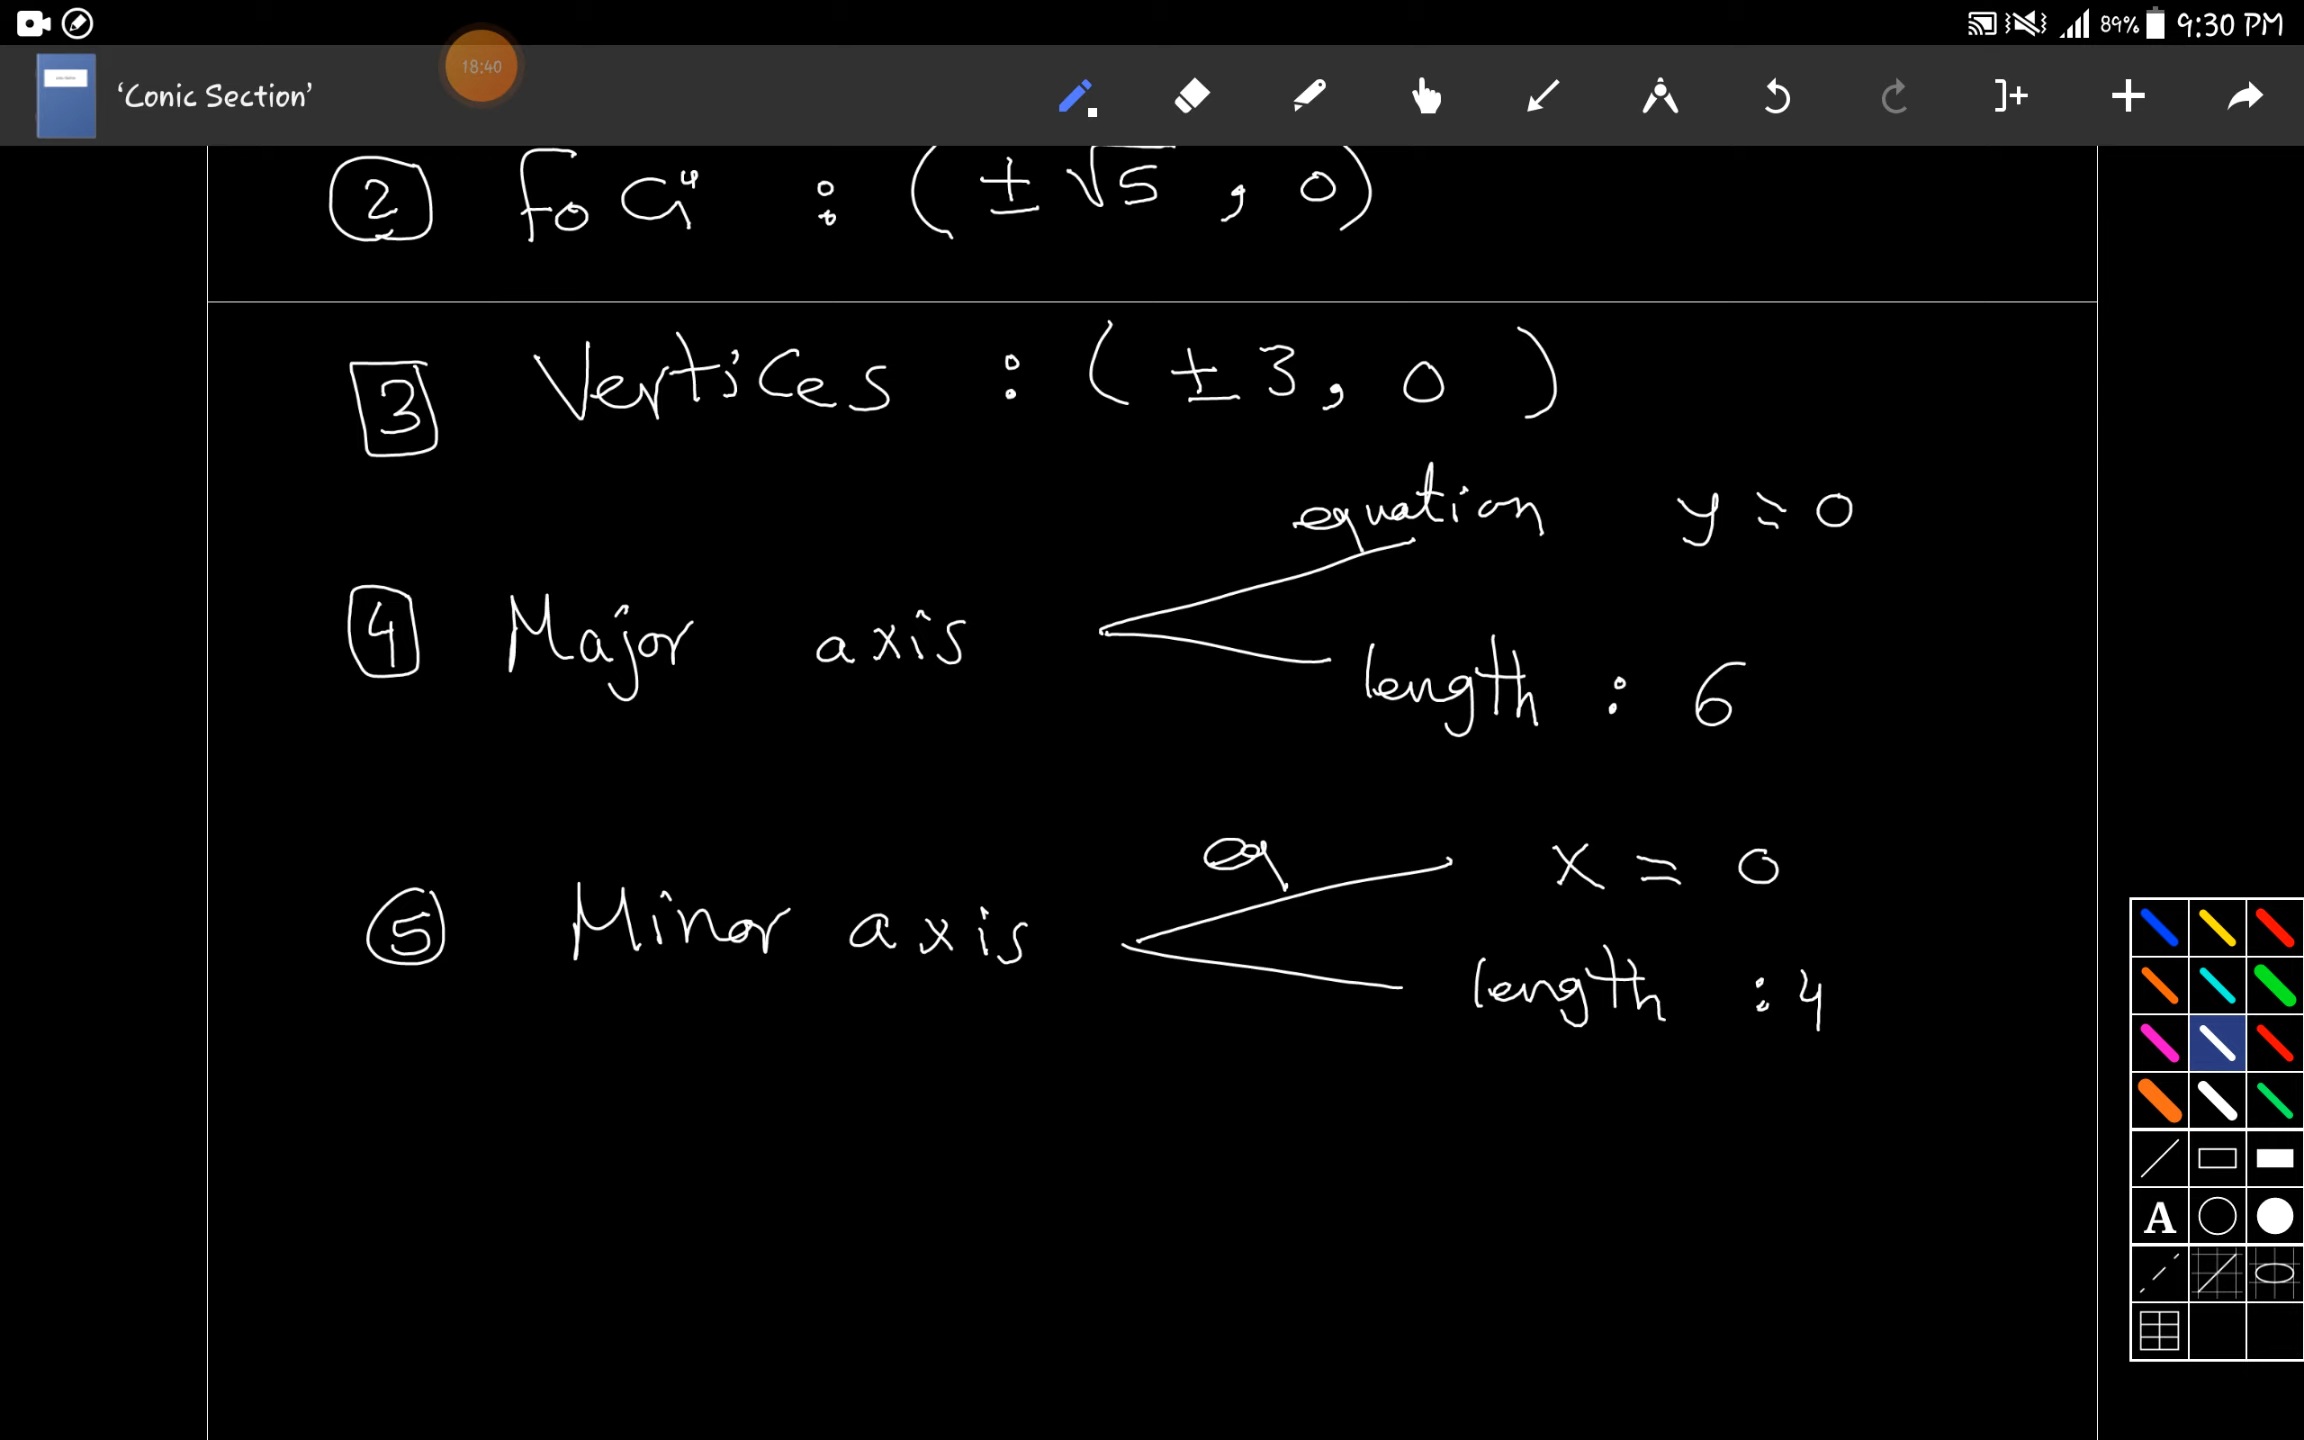 89% 9:30 PM
'Conic Section' 18:40
2 Foci : (± √5 , 0)
3 Vertices : (±3, 0)
equation y = 0
4 Major axis
length : 6
eq x = 0
5 Minor axis
length : 4
A